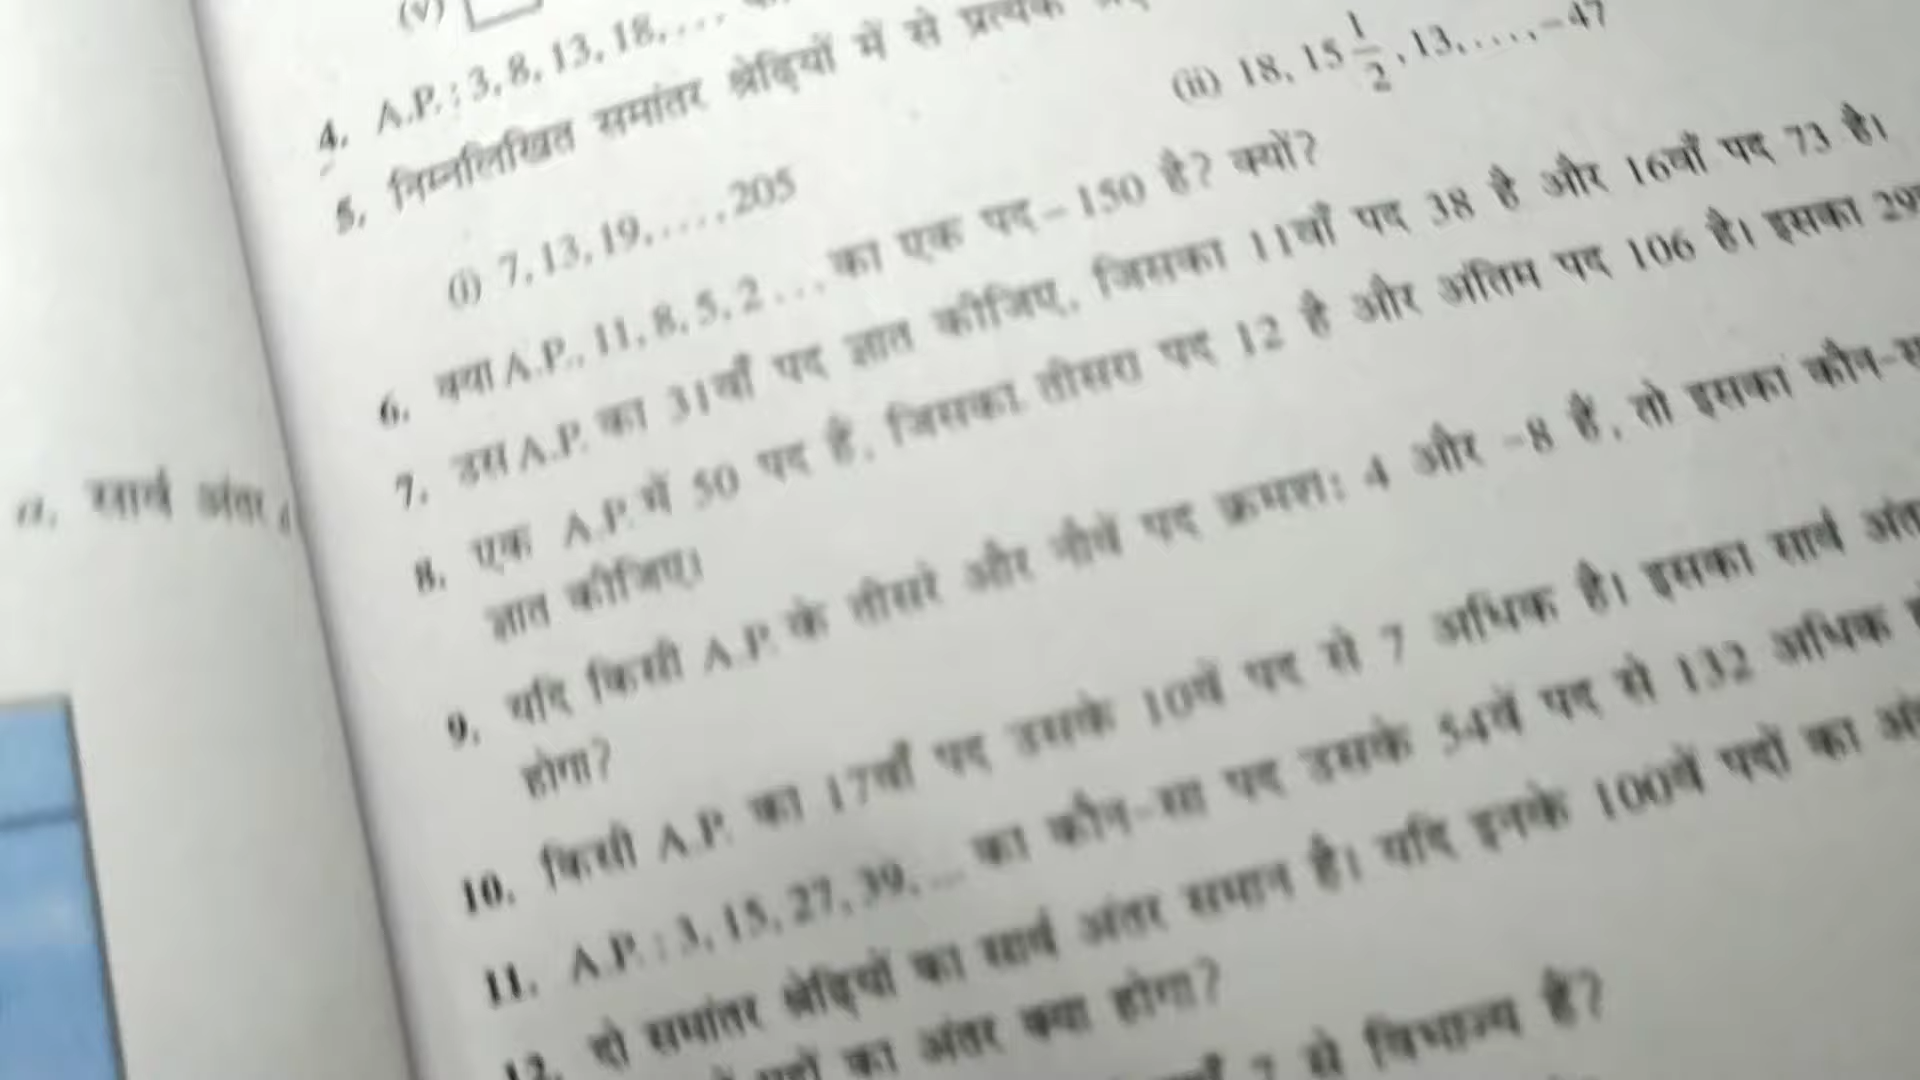 (v)
4. A.P. : 3, 8, 13, 18, . . .
5. निम्नलिखित समांतर श्रेढ़ियों में से प्रत्येक
(i) 7, 13, 19, . . . , 205 (ii) 18, 15 1/2, 13, . . . , – 47
6. क्या A.P., 11, 8, 5, 2 . . . का एक पद – 150 है? क्यों?
7. उस A.P. का 31वाँ पद ज्ञात कीजिए, जिसका 11वाँ पद 38 है और 16वाँ पद 73 है।
8. एक A.P. में 50 पद हैं, जिसका तीसरा पद 12 है और अंतिम पद 106 है। इसका 29
ज्ञात कीजिए।
9. यदि किसी A.P. के तीसरे और नौवें पद क्रमशः 4 और –8 हैं, तो इसका कौन-स
होगा?
10. किसी A.P. का 17वाँ पद उसके 10वें पद से 7 अधिक है। इसका सार्व अंत
11. A.P. : 3, 15, 27, 39, ... का कौन-सा पद उसके 54वें पद से 132 अधिक
12. दो समांतर श्रेढ़ियों का सार्व अंतर समान है। यदि इनके 100वें पदों का अं
पदों का अंतर क्या होगा?
7 से विभाज्य हैं?
a, सार्व अंतर d